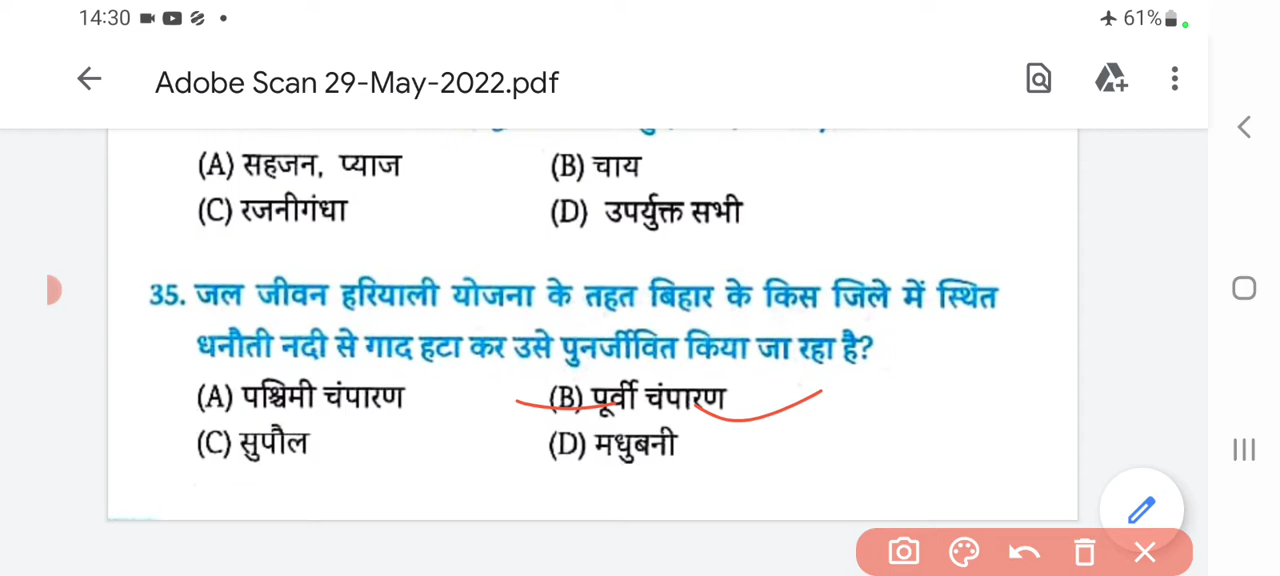 14:30
61%
Adobe Scan 29-May-2022.pdf
(A) सहजन, प्याज (B) चाय
(C) रजनीगंधा (D) उपर्युक्त सभी
35. जल जीवन हरियाली योजना के तहत बिहार के किस जिले में स्थित
धनौती नदी से गाद हटा कर उसे पुनर्जीवित किया जा रहा है?
(A) पश्चिमी चंपारण (B) पूर्वी चंपारण
(C) सुपौल (D) मधुबनी